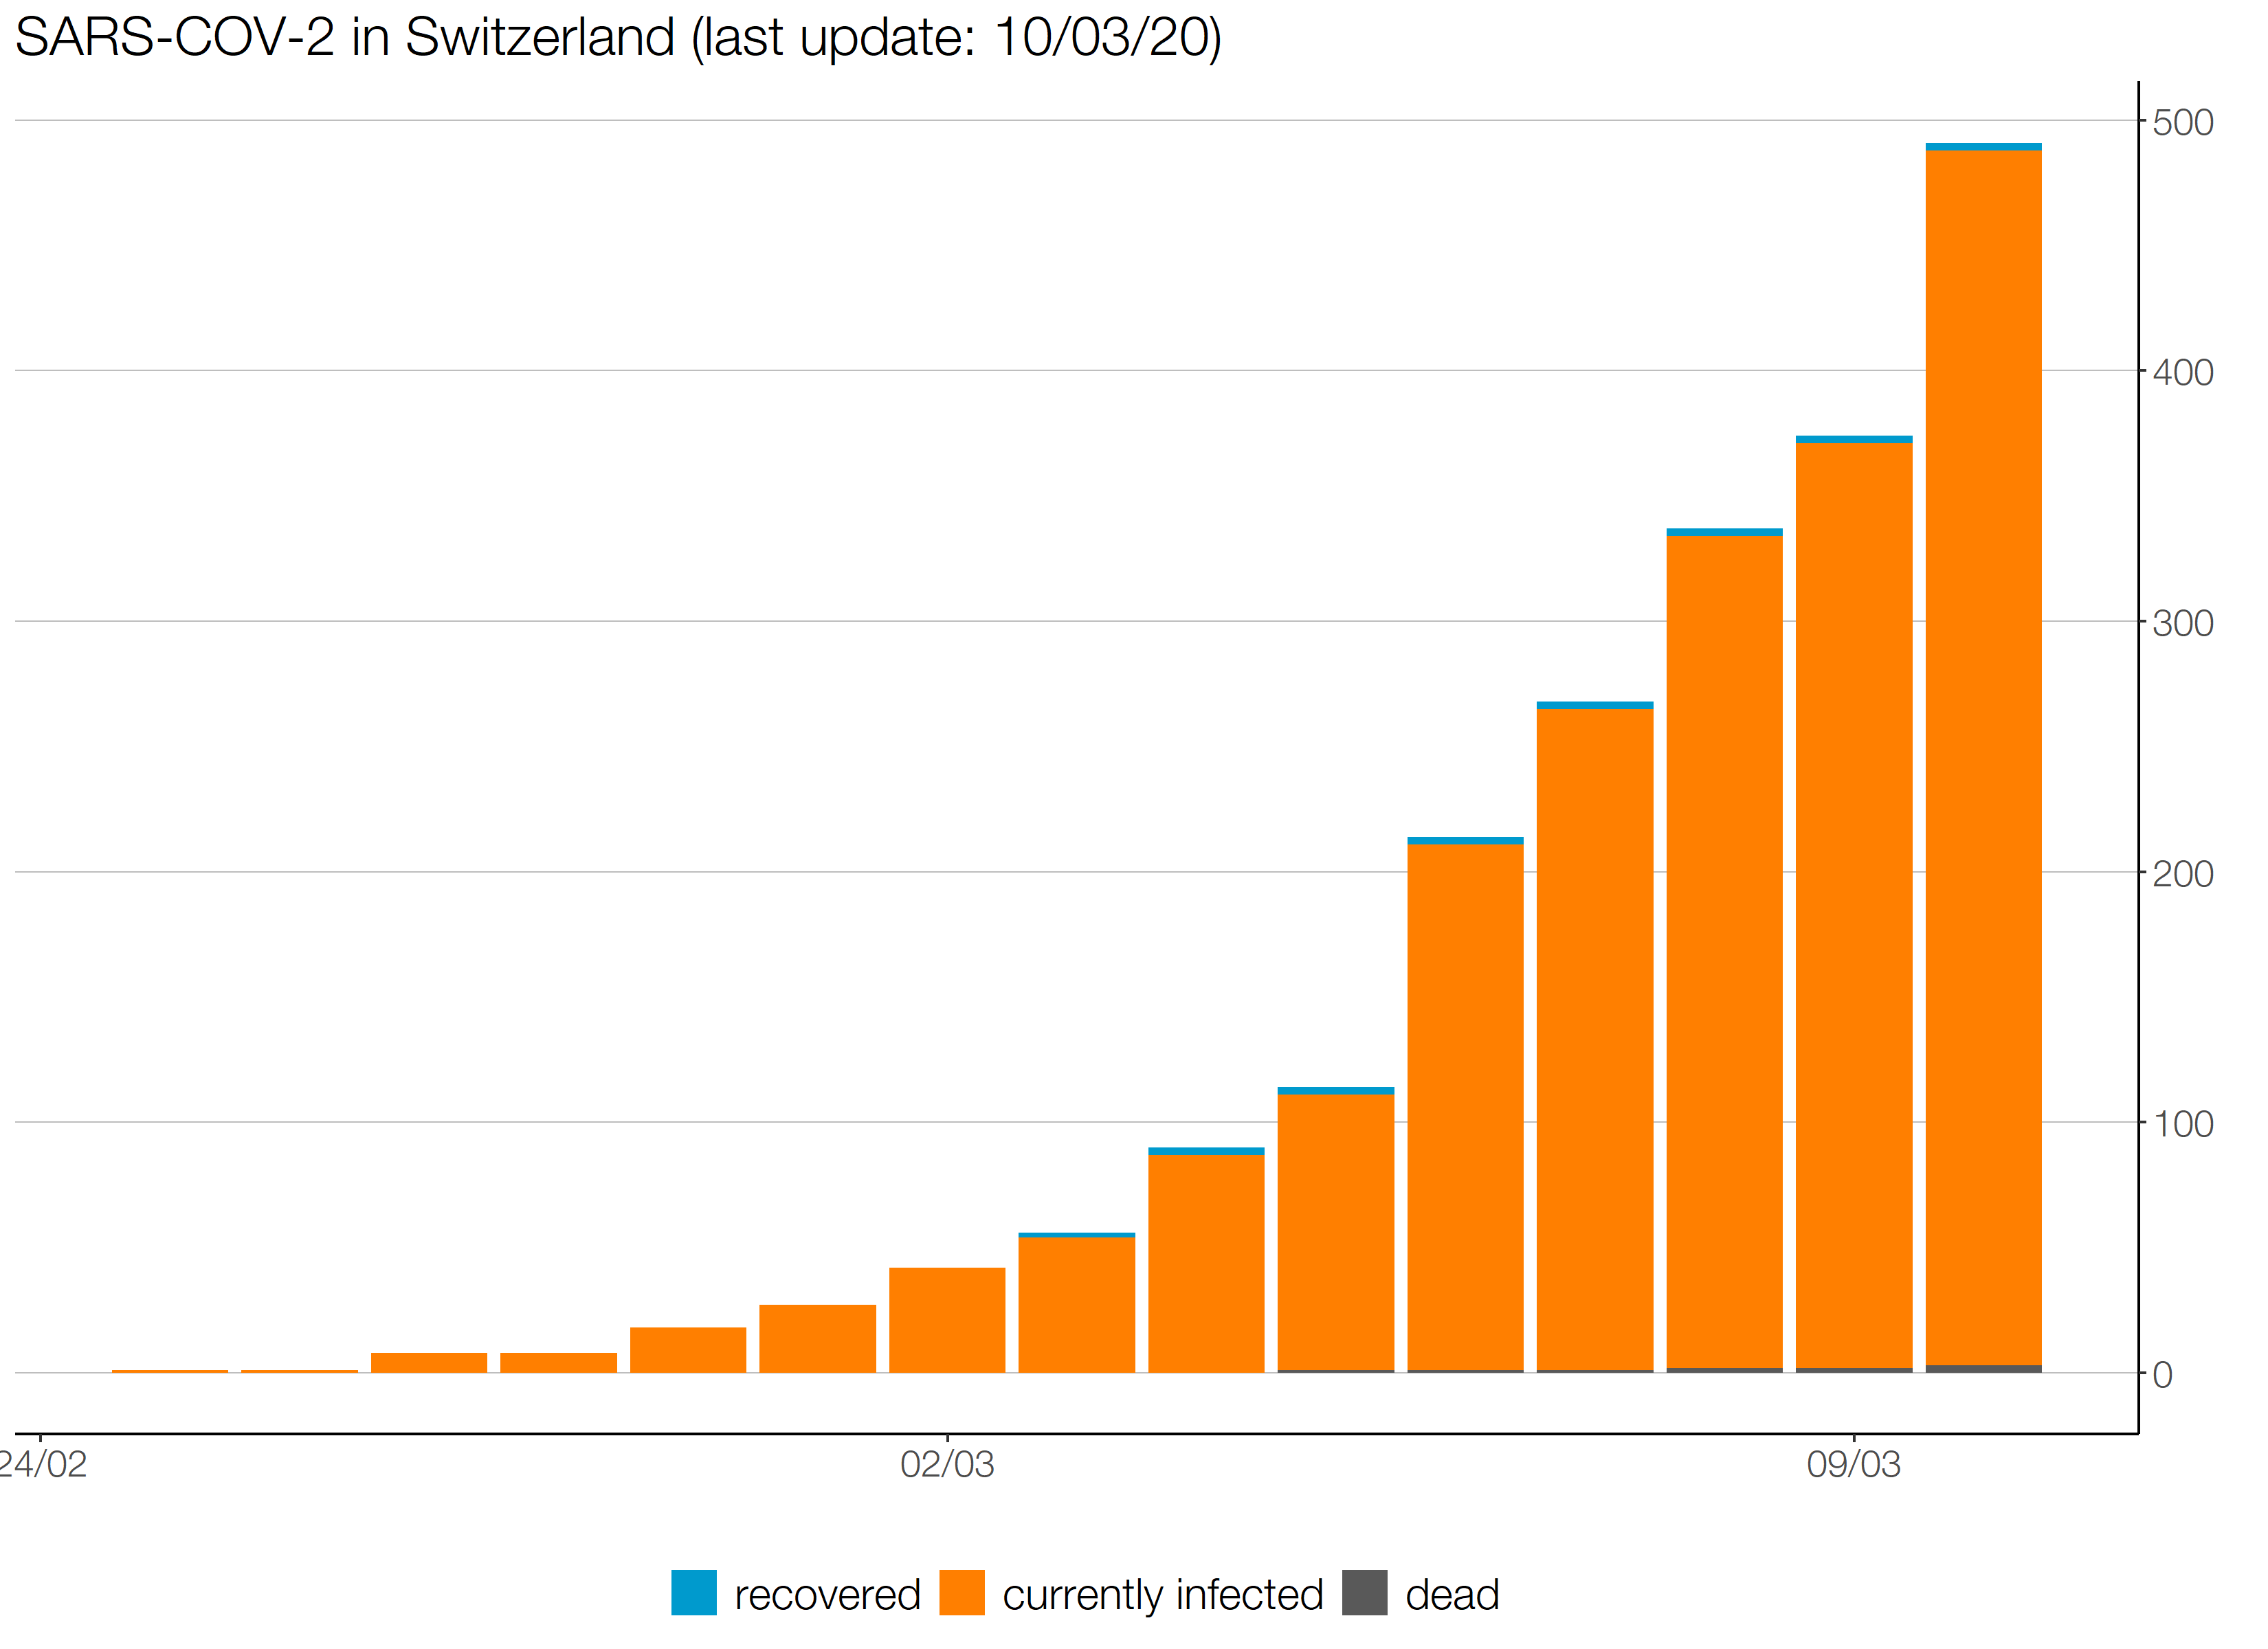 SARS-COV-2 in Switzerland (last update: 10/03/20)
500
400
300
200
100
0
24/02 02/03 09/03
recovered currently infected dead